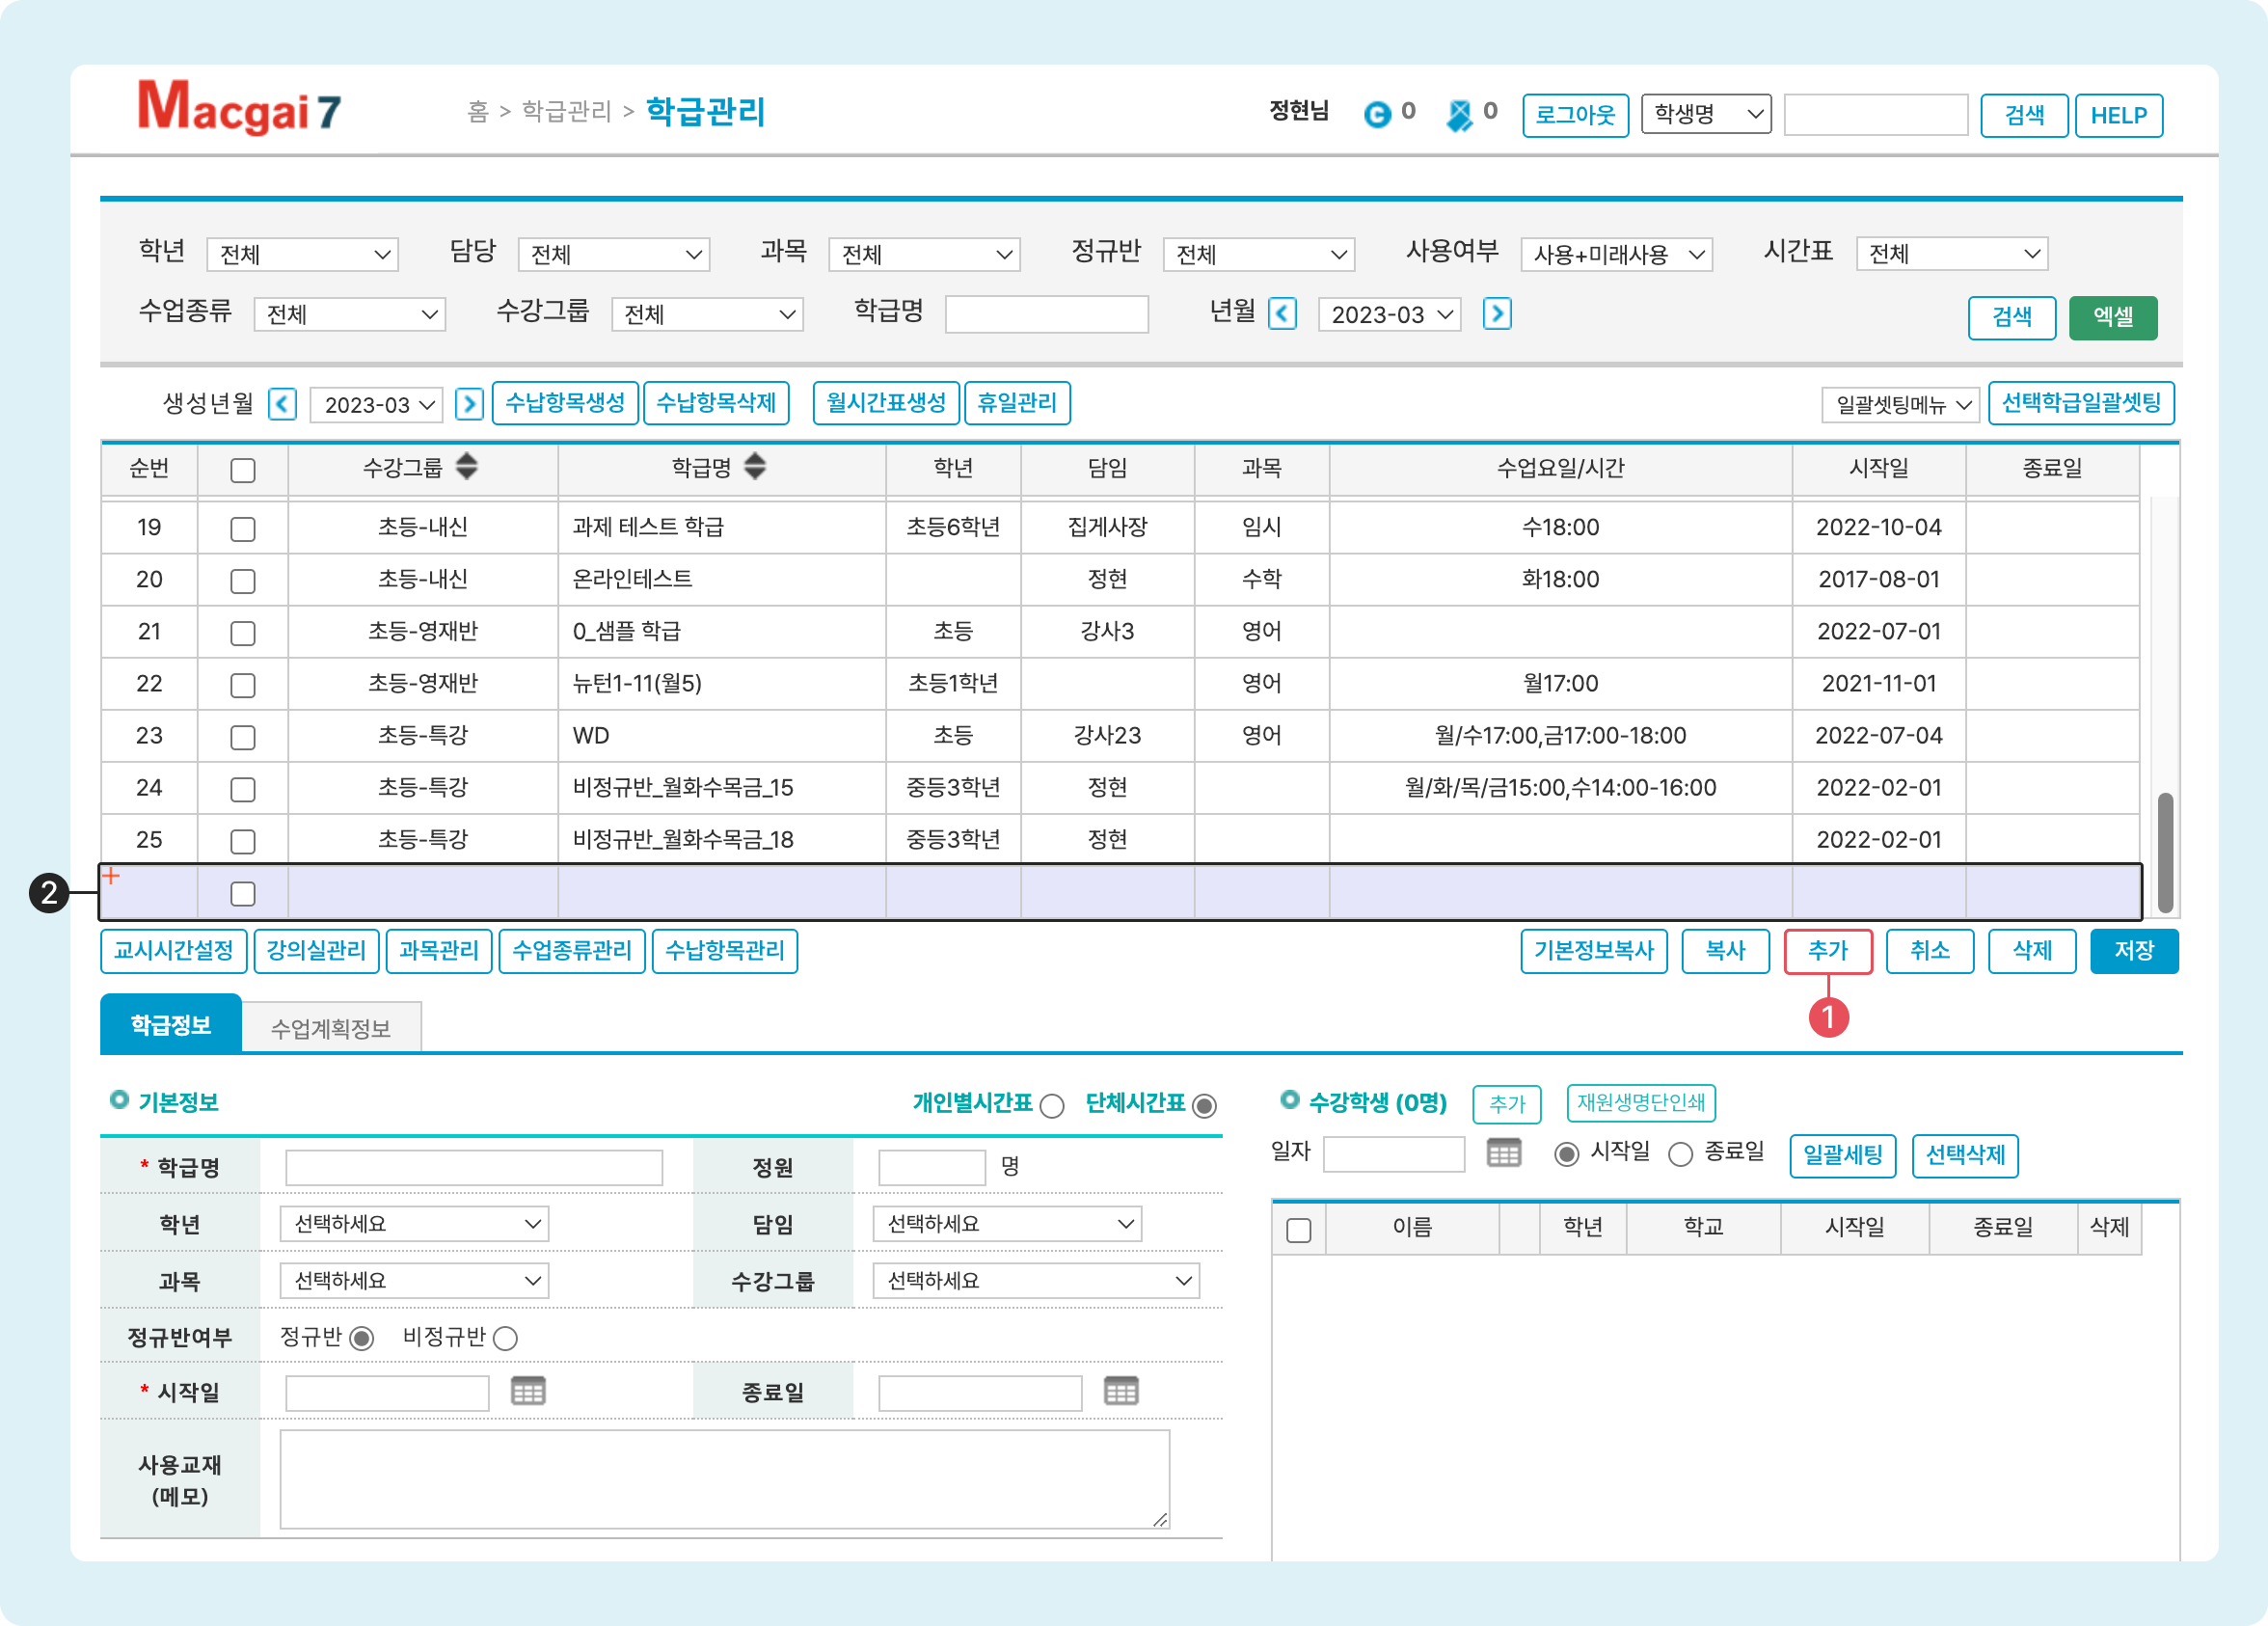 Macgai 7 홈 > 학급관리 > 학급관리 정현님 0 0 로그아웃 학생명 검색 HELP
학년 전체 담당 전체 과목 전체 정규반 전체 사용여부 사용+미래사용 시간표 전체
수업종류 전체 수강그룹 전체 학급명 년월 2023-03 검색 엑셀
생성년월 2023-03 수납항목생성 수납항목삭제 월시간표생성 휴일관리 일괄셋팅메뉴 선택학급일괄셋팅
순번 수강그룹 학급명 학년 담임 과목 수업요일/시간 시작일 종료일
19 초등-내신 과제 테스트 학급 초등6학년 집게사장 임시 수18:00 2022-10-04
20 초등-내신 온라인테스트 정현 수학 화18:00 2017-08-01
21 초등-영재반 0_샘플 학급 초등 강사3 영어 2022-07-01
22 초등-영재반 뉴턴1-11(월5) 초등1학년 영어 월17:00 2021-11-01
23 초등-특강 WD 초등 강사23 영어 월/수17:00,금17:00-18:00 2022-07-04
24 초등-특강 비정규반_월화수목금_15 중등3학년 정현 월/화/목/금15:00,수14:00-16:00 2022-02-01
25 초등-특강 비정규반_월화수목금_18 중등3학년 정현 2022-02-01
2
교시시간설정 강의실관리 과목관리 수업종류관리 수납항목관리 기본정보복사 복사 추가 취소 삭제 저장
1
학급정보 수업계획정보
기본정보 개인별시간표 단체시간표 수강학생 (0명) 추가 재원생명단인쇄
일자 시작일 종료일 일괄세팅 선택삭제
* 학급명 정원 명
학년 선택하세요 담임 선택하세요
이름 학년 학교 시작일 종료일 삭제
과목 선택하세요 수강그룹 선택하세요
정규반여부 정규반 비정규반
* 시작일 종료일
사용교재
(메모)